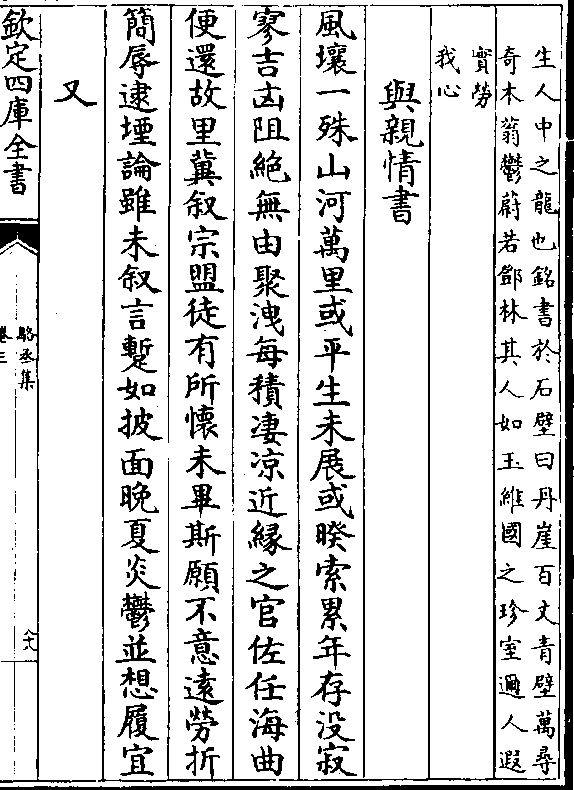 生人中之龍也銘書於石壁曰丹崖百丈青壁萬尋
奇木蓊鬱蔚若鄧林其人如玉維國之珍室邇人遐
實勞
我心
與親情書
風壤一殊山河萬里或平生未展或暌索累年存没寂
寥吉凶阻絶無由聚洩每積凄凉近緣之官佐任海曲
便還故里冀叙宗盟徒有所懷未畢斯願不意遠勞折
簡辱逮堙論雖未叙言蹔如披面晚夏炎鬱並想履宜
又
欽定四庫全書
駱丞集
卷三